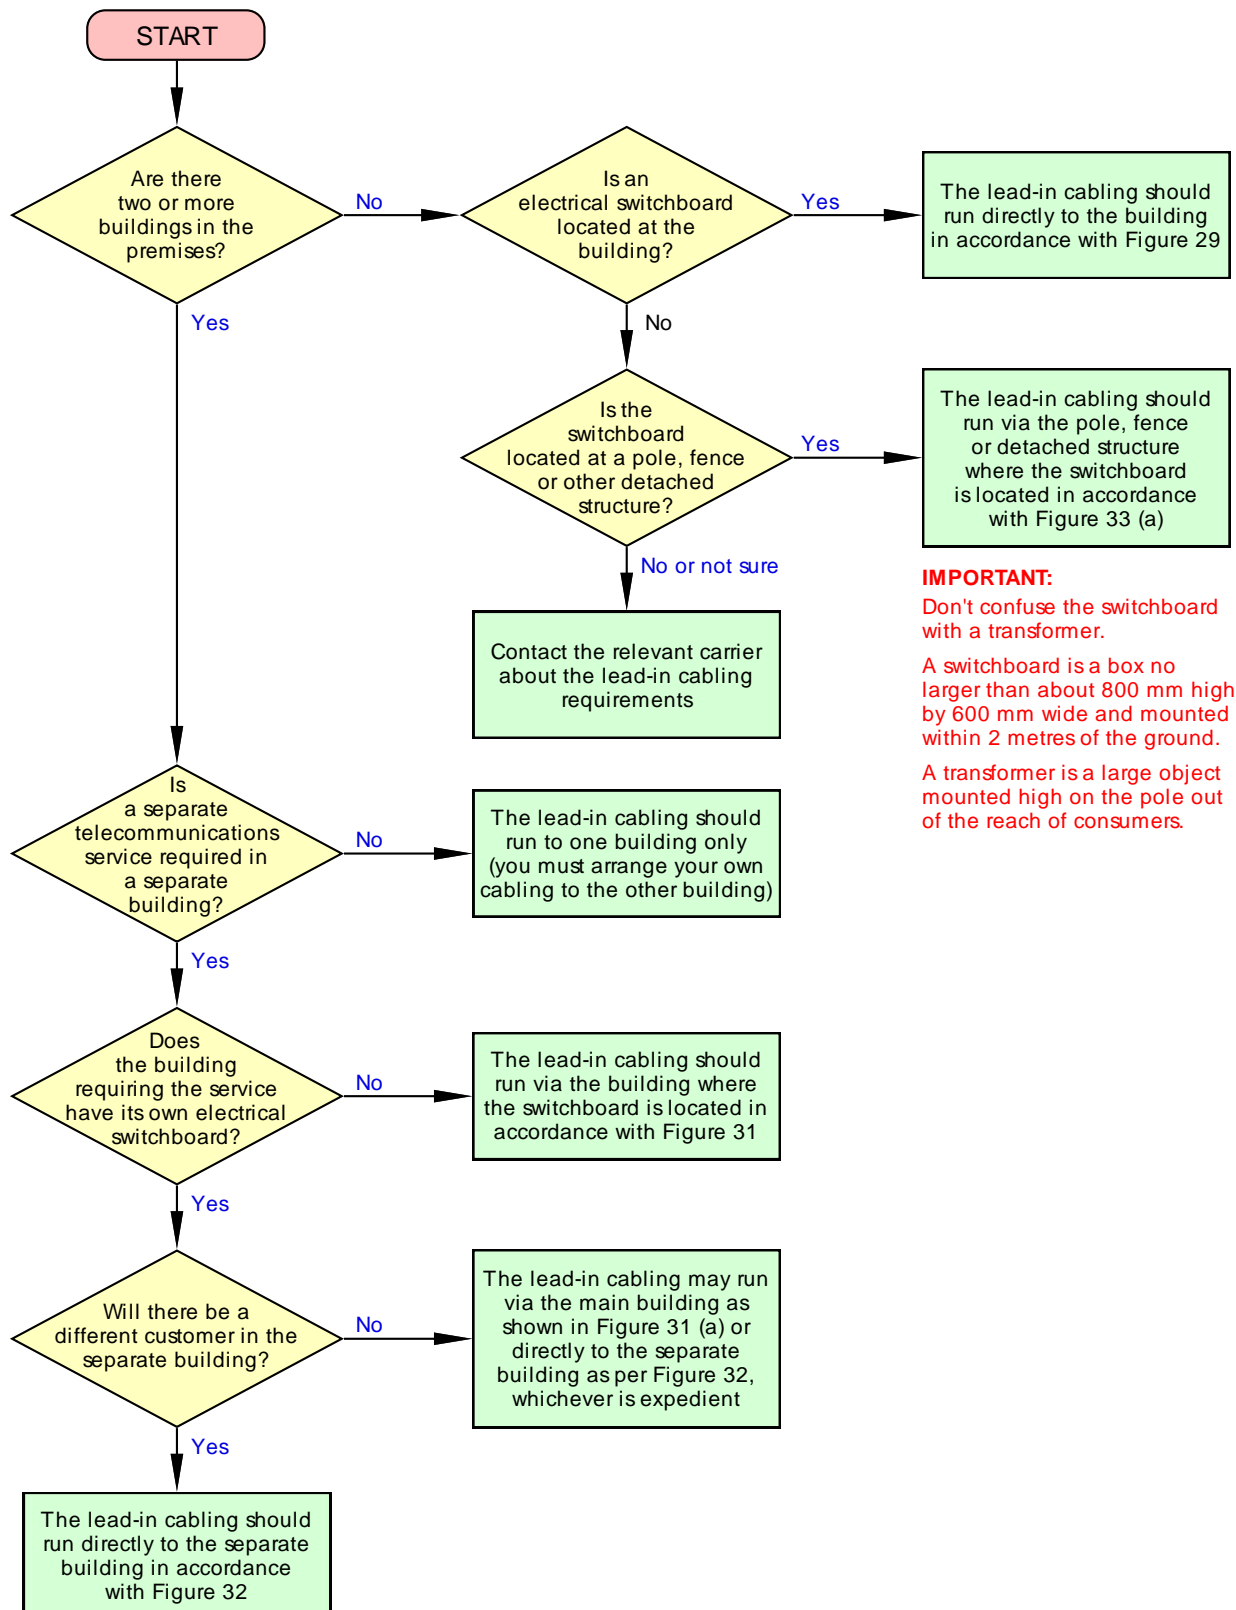 START
Are there
two or more
buildings in the
premises?
No
Is an
electrical switchboard
located at the
building?
Yes
The lead-in cabling should
run directly to the building
in accordance with Figure 29
Yes
No
Is the
switchboard
located at a pole, fence
or other detached
structure?
Yes
The lead-in cabling should
run via the pole, fence
or detached structure
where the switchboard
is located in accordance
with Figure 33 (a)
No or not sure
IMPORTANT:
Don't confuse the switchboard
with a transformer.
A switchboard is a box no
larger than about 800 mm high
by 600 mm wide and mounted
within 2 metres of the ground.
A transformer is a large object
mounted high on the pole out
of the reach of consumers.
Contact the relevant carrier
about the lead-in cabling
requirements
Is
a separate
telecommunications
service required in
a separate
building?
No
The lead-in cabling should
run to one building only
(you must arrange your own
cabling to the other building)
Yes
Does
the building
requiring the service
have its own electrical
switchboard?
No
The lead-in cabling should
run via the building where
the switchboard is located in
accordance with Figure 31
Yes
Will there be a
different customer in the
separate building?
No
The lead-in cabling may run
via the main building as
shown in Figure 31 (a) or
directly to the separate
building as per Figure 32,
whichever is expedient
Yes
The lead-in cabling should
run directly to the separate
building in accordance
with Figure 32